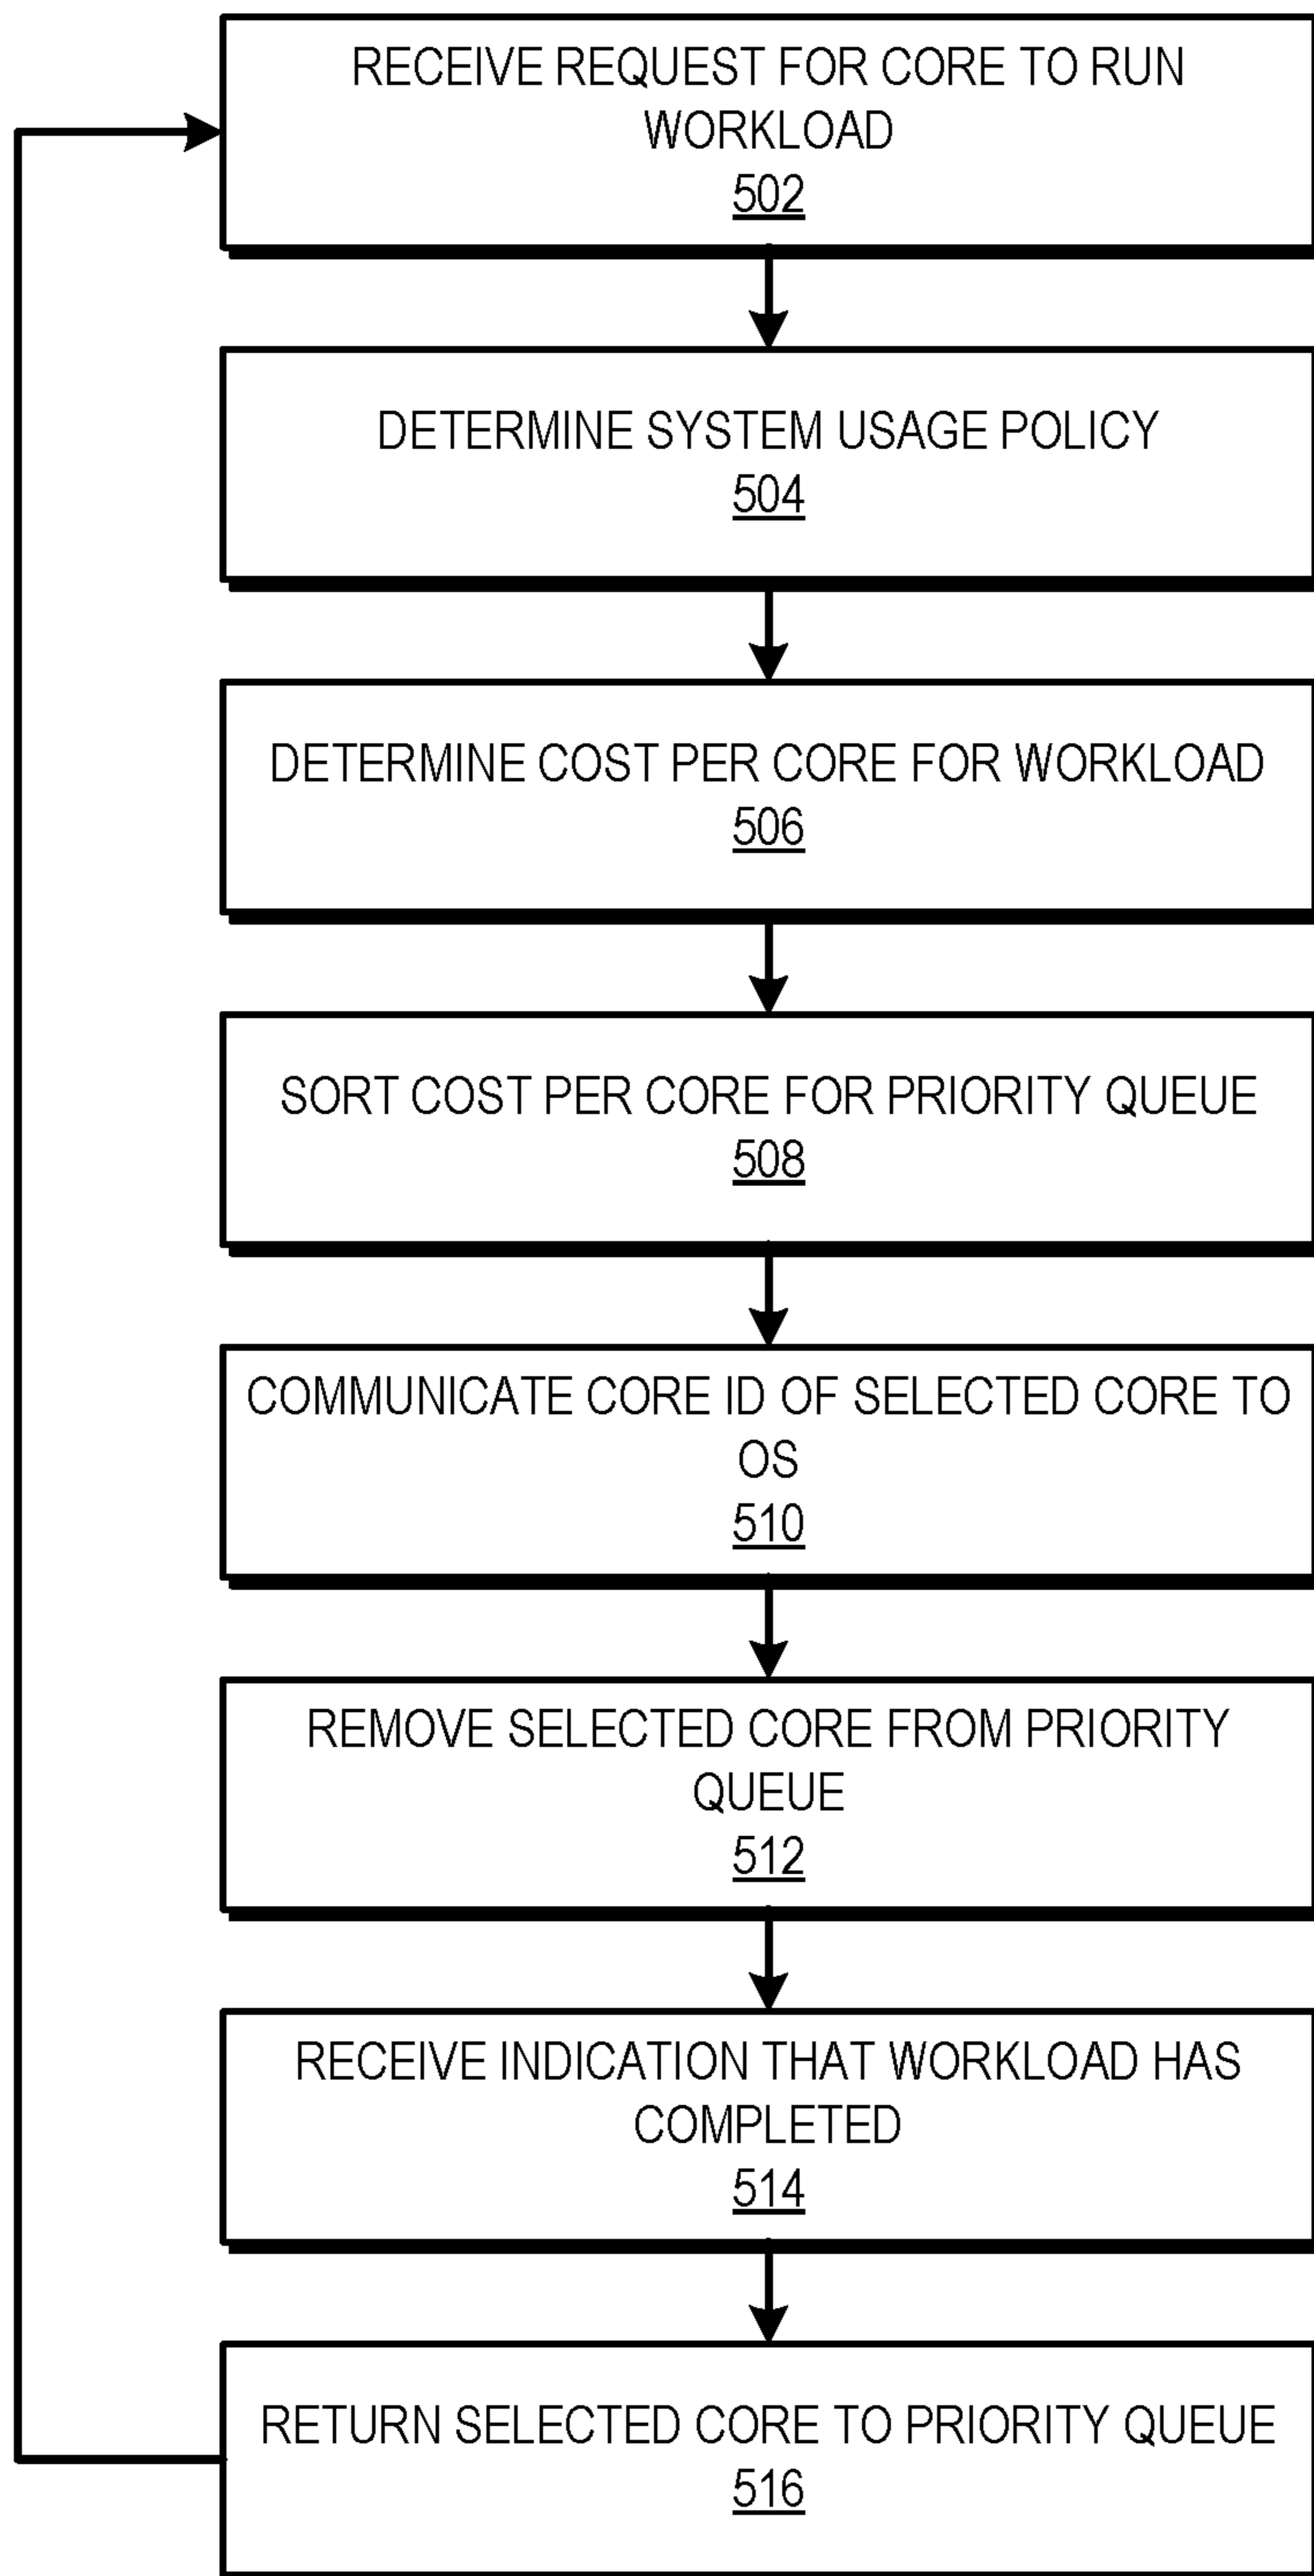 RECEIVE REQUEST FOR CORE TO RUN
WORKLOAD
502
DETERMINE SYSTEM USAGE POLICY
504
DETERMINE COST PER CORE FOR WORKLOAD
506
SORT COST PER CORE FOR PRIORITY QUEUE
508
COMMUNICATE CORE ID OF SELECTED CORE TO
OS
510
REMOVE SELECTED CORE FROM PRIORITY
QUEUE
512
RECEIVE INDICATION THAT WORKLOAD HAS
COMPLETED
514
RETURN SELECTED CORE TO PRIORITY QUEUE
516